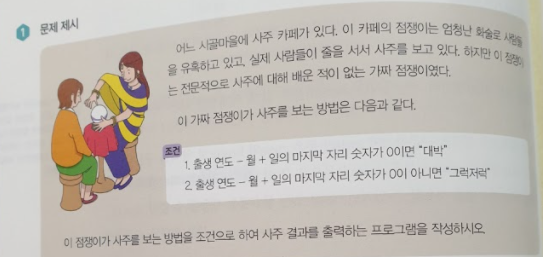 1 문제 제시
어느 시골마을에 사주 카페가 있다. 이 카페의 점쟁이는 엄청난 화술로 사람들
을 유혹하고 있고, 실제 사람들이 줄을 서서 사주를 보고 있다. 하지만 이 점쟁이
는 전문적으로 사주에 대해 배운 적이 없는 가짜 점쟁이였다.
이 가짜 점쟁이가 사주를 보는 방법은 다음과 같다.
조건
1. 출생 연도 – 월 + 일의 마지막 자리 숫자가 0이면 "대박"
2. 출생 연도 – 월 + 일의 마지막 자리 숫자가 0이 아니면 "그럭저럭"
이 점쟁이가 사주를 보는 방법을 조건으로 하여 사주 결과를 출력하는 프로그램을 작성하시오.